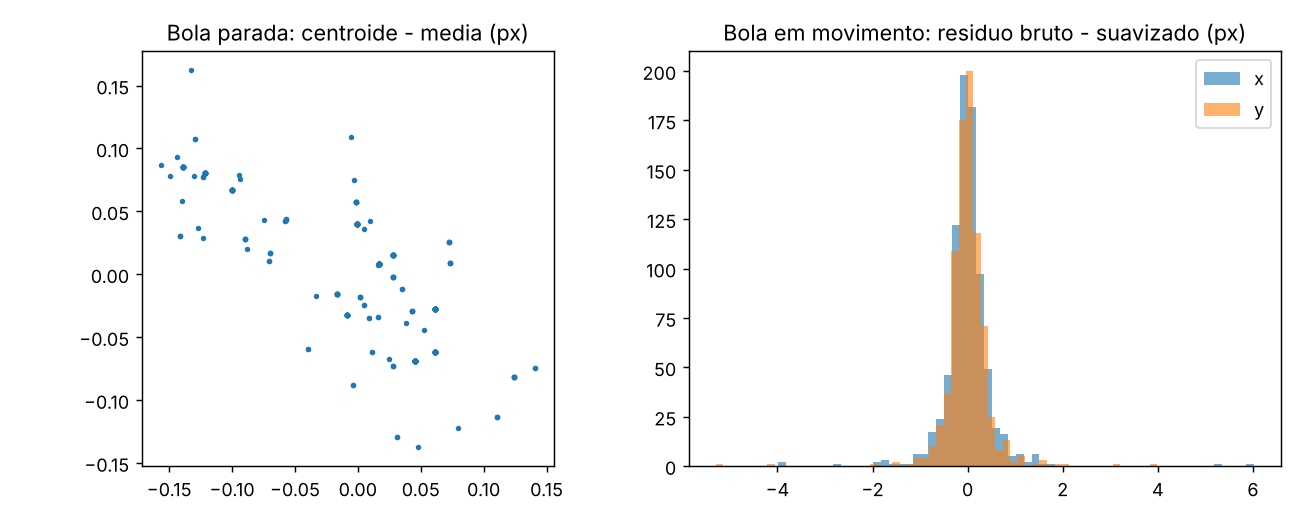 Bola parada: centroide - media (px)
0.15
0.10
0.05
0.00
−0.05
−0.10
−0.15
−0.15 −0.10 −0.05 0.00 0.05 0.10 0.15
Bola em movimento: residuo bruto - suavizado (px)
200
175
150
125
100
75
50
25
0
−4 −2 0 2 4 6
x
y